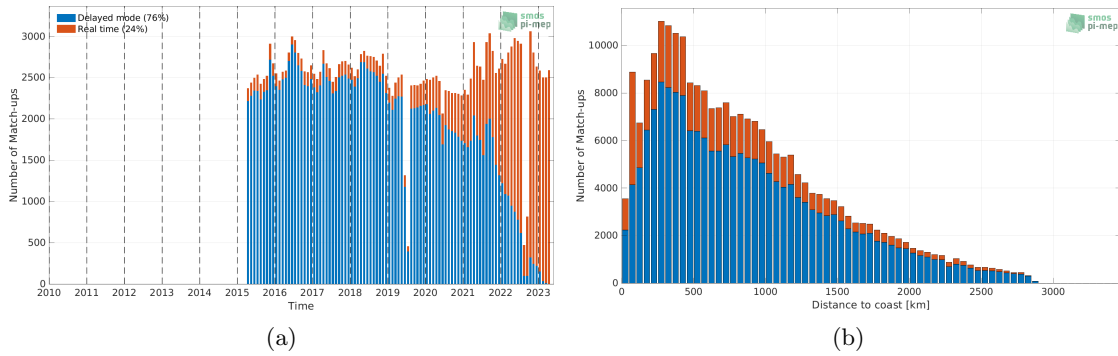 Delayed mode (76%)
Real time (24%)
smos
pi-mep
3000
2500
2000
1500
1000
500
0
Number of Match-ups
2010 2011 2012 2013 2014 2015 2016 2017 2018 2019 2020 2021 2022 2023
Time
(a)
smos
pi-mep
10000
8000
6000
4000
2000
0
Number of Match-ups
0 500 1000 1500 2000 2500 3000
Distance to coast [km]
(b)